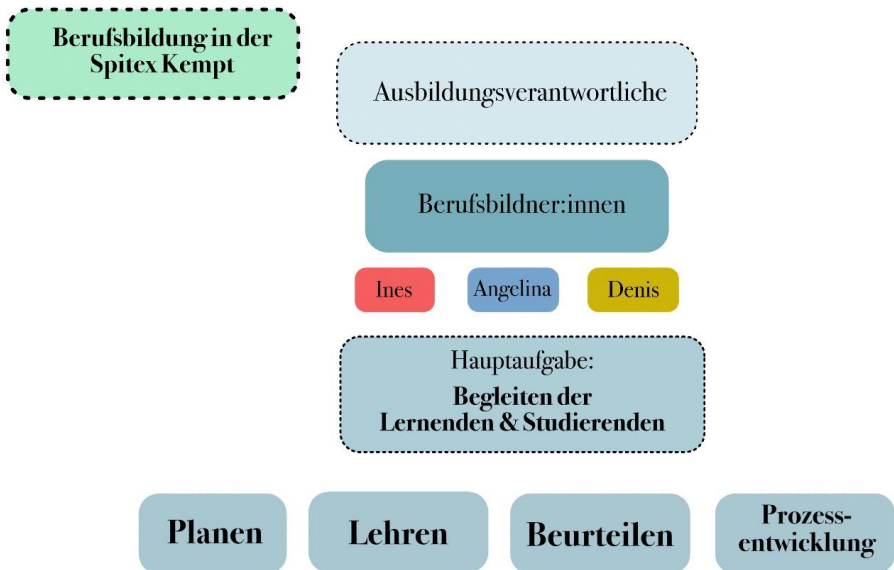 Berufsbildung in der
Spitex Kempt
Ausbildungsverantwortliche
Berufsbildner:innen
Ines
Angelina
Denis
Hauptaufgabe:
Begleiten der
Lernenden & Studierenden
Planen
Lehren
Beurteilen
Prozess-
entwicklung